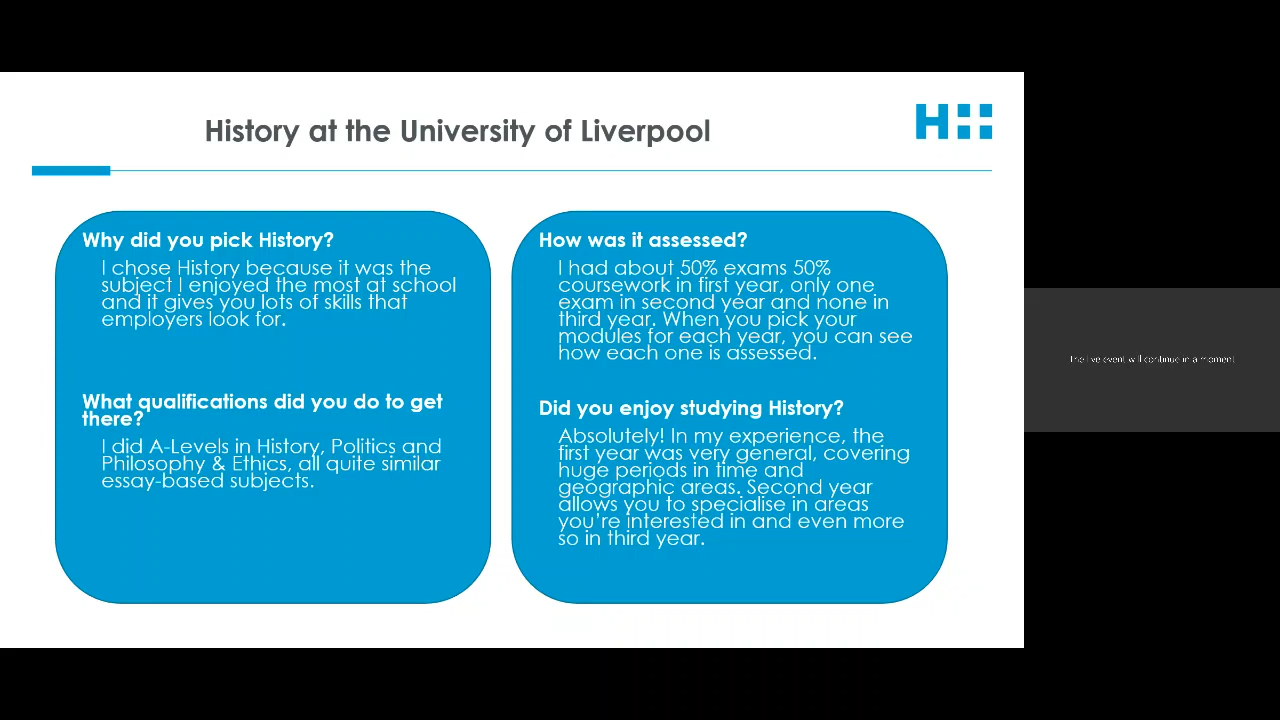 History at the University of Liverpool
H
Why did you pick History?
I chose History because it was the
subject I enjoyed the most at school
and it gives you lots of skills that
employers look for.
What qualifications did you do to get
there?
I did A-Levels in History, Politics and
Philosophy & Ethics, all quite similar
essay-based subjects.
How was it assessed?
I had about 50% exams 50%
coursework in first year, only one
exam in second year and none in
third year. When you pick your
modules for each year, you can see
how each one is assessed.
Did you enjoy studying History?
Absolutely! In my experience, the
first year was very general, covering
huge periods in time and
geographic areas. Second year
allows you to specialise in areas
you're interested in and even more
so in third year.
The live event will continue in a moment